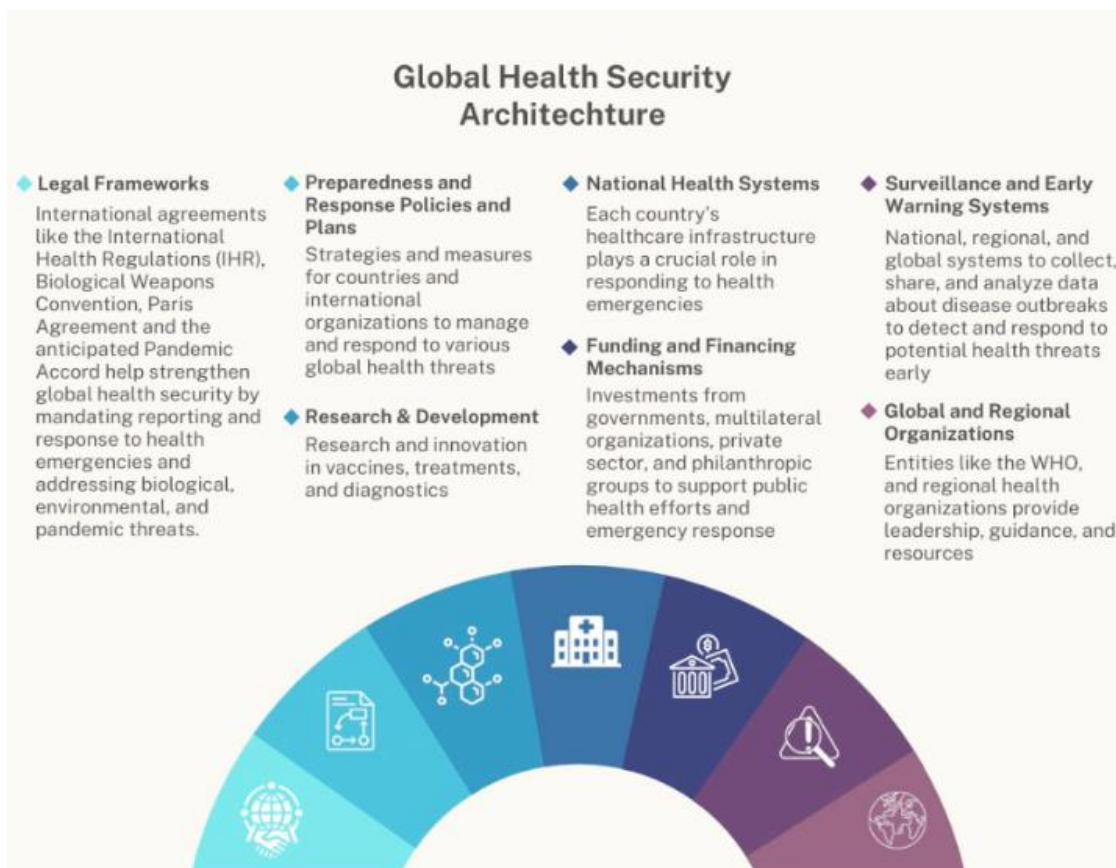 Global Health Security
Architechture
Legal Frameworks
International agreements
like the International
Health Regulations (IHR),
Biological Weapons
Convention, Paris
Agreement and the
anticipated Pandemic
Accord help strengthen
global health security by
mandating reporting and
response to health
emergencies and
addressing biological,
environmental, and
pandemic threats.
Preparedness and
Response Policies and
Plans
Strategies and measures
for countries and
international
organizations to manage
and respond to various
global health threats
Research & Development
Research and innovation
in vaccines, treatments,
and diagnostics
National Health Systems
Each country's
healthcare infrastructure
plays a crucial role in
responding to health
emergencies
Funding and Financing
Mechanisms
Investments from
governments, multilateral
organizations, private
sector, and philanthropic
groups to support public
health efforts and
emergency response
Surveillance and Early
Warning Systems
National, regional, and
global systems to collect,
share, and analyze data
about disease outbreaks
to detect and respond to
potential health threats
early
Global and Regional
Organizations
Entities like the WHO,
and regional health
organizations provide
leadership, guidance, and
resources
$